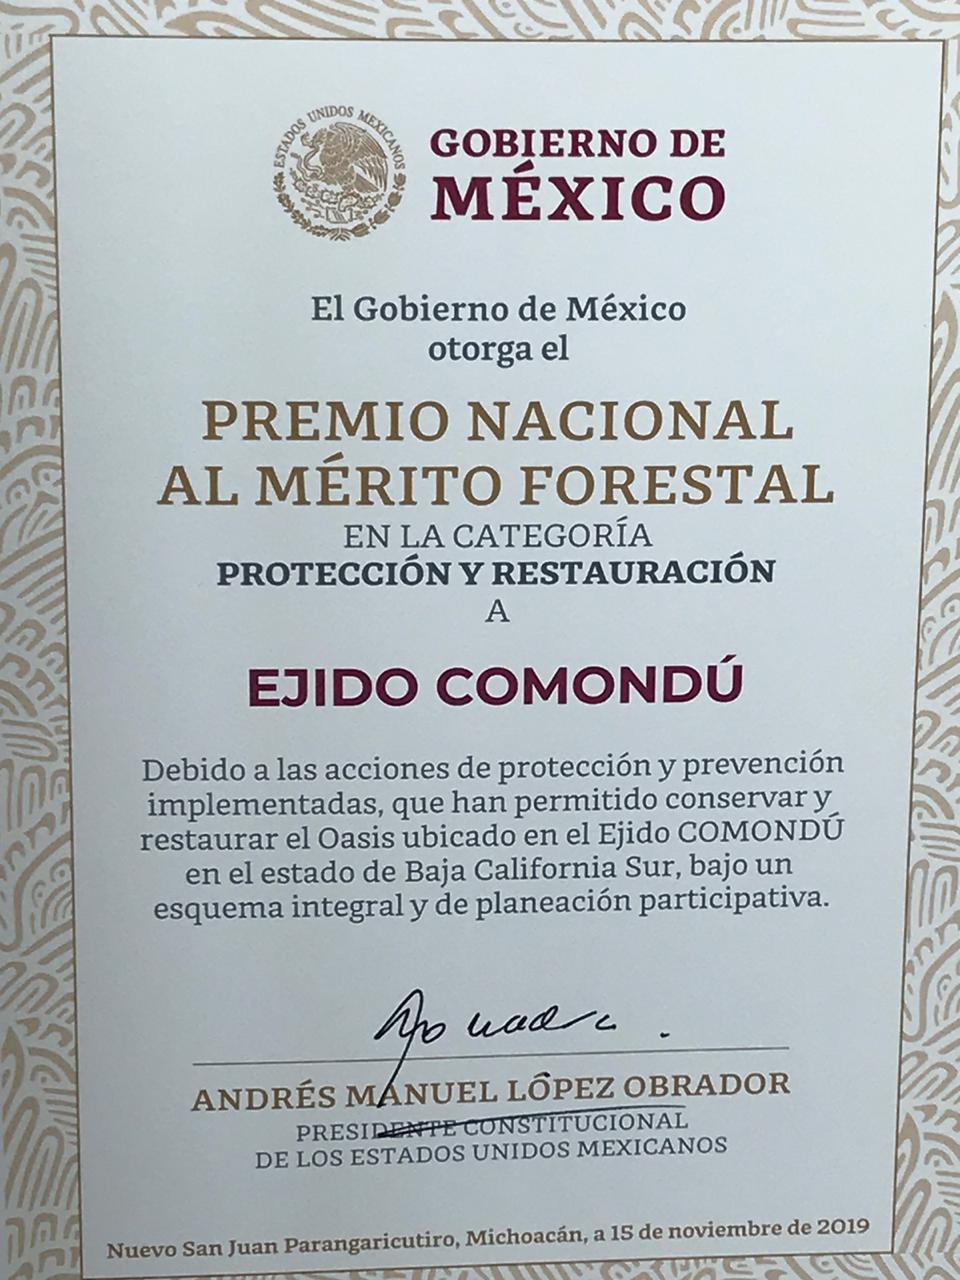 ESTADOS UNIDOS MEXICANOS
GOBIERNO DE
MÉXICO
El Gobierno de México
otorga el
PREMIO NACIONAL
AL MÉRITO FORESTAL
EN LA CATEGORÍA
PROTECCIÓN Y RESTAURACIÓN
A
EJIDO COMONDÚ
Debido a las acciones de protección y prevención
implementadas, que han permitido conservar y
restaurar el Oasis ubicado en el Ejido COMONDÚ
en el estado de Baja California Sur, bajo un
esquema integral y de planeación participativa.
ANDRÉS MANUEL LÓPEZ OBRADOR
PRESIDENTE CONSTITUCIONAL
DE LOS ESTADOS UNIDOS MEXICANOS
Nuevo San Juan Parangaricutiro, Michoacán, a 15 de noviembre de 2019